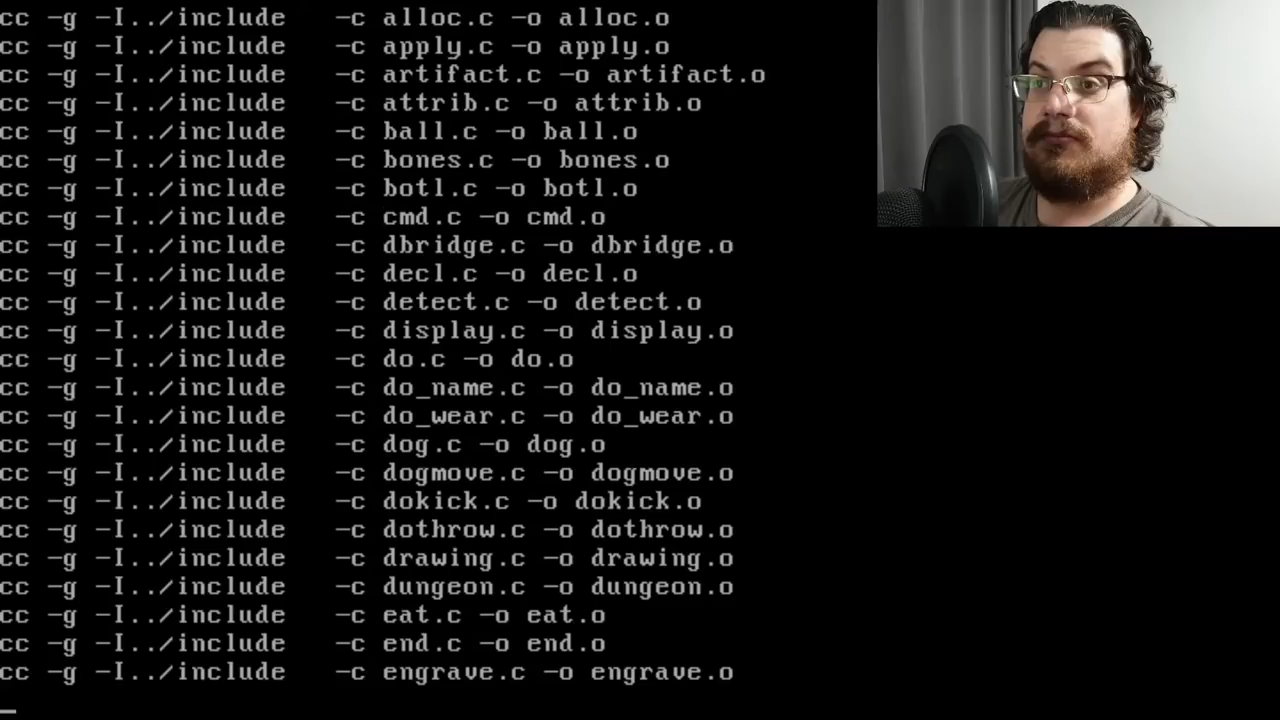 cc -g -I../include -c alloc.c -o alloc.o
cc -g -I../include -c apply.c -o apply.o
cc -g -I../include -c artifact.c -o artifact.o
cc -g -I../include -c attrib.c -o attrib.o
cc -g -I../include -c ball.c -o ball.o
cc -g -I../include -c bones.c -o bones.o
cc -g -I../include -c botl.c -o botl.o
cc -g -I../include -c cmd.c -o cmd.o
cc -g -I../include -c dbridge.c -o dbridge.o
cc -g -I../include -c decl.c -o decl.o
cc -g -I../include -c detect.c -o detect.o
cc -g -I../include -c display.c -o display.o
cc -g -I../include -c do.c -o do.o
cc -g -I../include -c do_name.c -o do_name.o
cc -g -I../include -c do_wear.c -o do_wear.o
cc -g -I../include -c dog.c -o dog.o
cc -g -I../include -c dogmove.c -o dogmove.o
cc -g -I../include -c dokick.c -o dokick.o
cc -g -I../include -c dothrow.c -o dothrow.o
cc -g -I../include -c drawing.c -o drawing.o
cc -g -I../include -c dungeon.c -o dungeon.o
cc -g -I../include -c eat.c -o eat.o
cc -g -I../include -c end.c -o end.o
cc -g -I../include -c engrave.c -o engrave.o